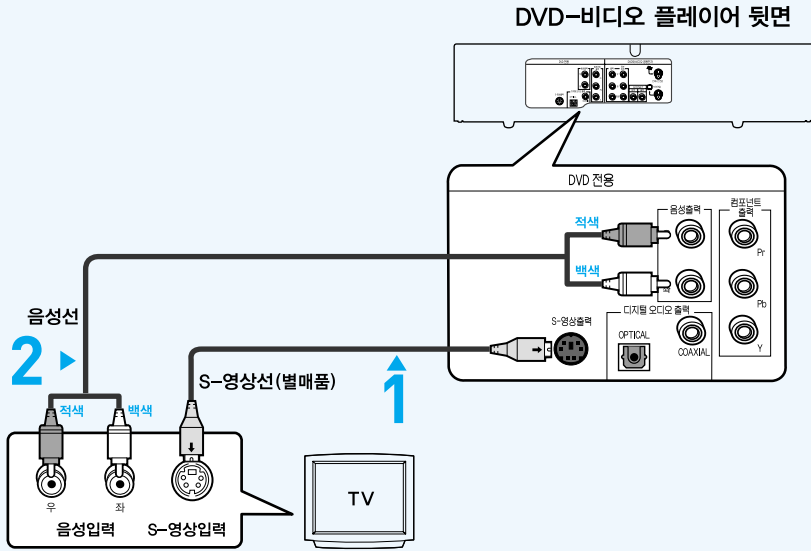 DVD-비디오 플레이어 뒷면
DVD 전용
음성출력
컴포넌트
출력
적색
백색
좌
Pr
Pb
Y
디지털 오디오 출력
S-영상출력
OPTICAL
COAXIAL
음성선
2
S-영상선(별매품)
1
적색
백색
우
좌
음성입력
S-영상입력
TV